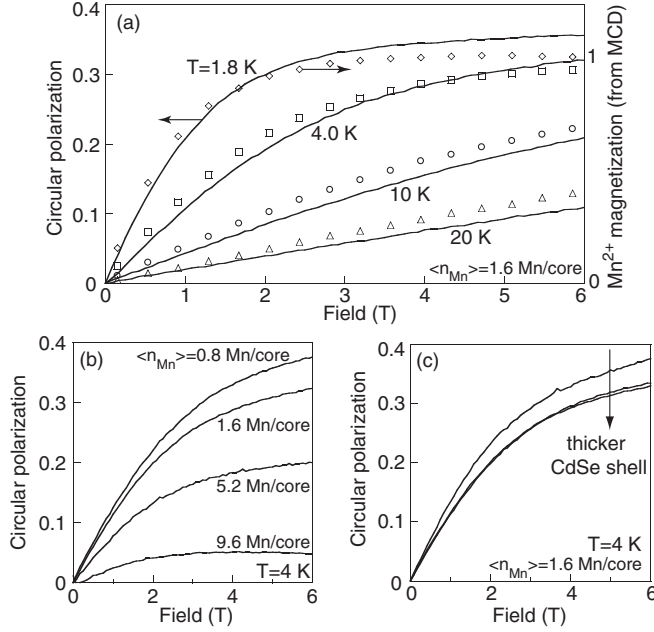 (a)
T=1.8 K
4.0 K
10 K
20 K
<n_Mn>=1.6 Mn/core
Circular polarization
0.4
0.3
0.2
0.1
0
0 1 2 3 4 5 6
Field (T)
Mn2+ magnetization (from MCD)
1
0
(b)
<n_Mn>=0.8 Mn/core
1.6 Mn/core
5.2 Mn/core
9.6 Mn/core
T=4 K
Circular polarization
0.4
0.3
0.2
0.1
0
0 2 4 6
Field (T)
(c)
thicker
CdSe shell
T=4 K
<n_Mn>=1.6 Mn/core
Circular polarization
0.4
0.3
0.2
0.1
0
0 2 4 6
Field (T)